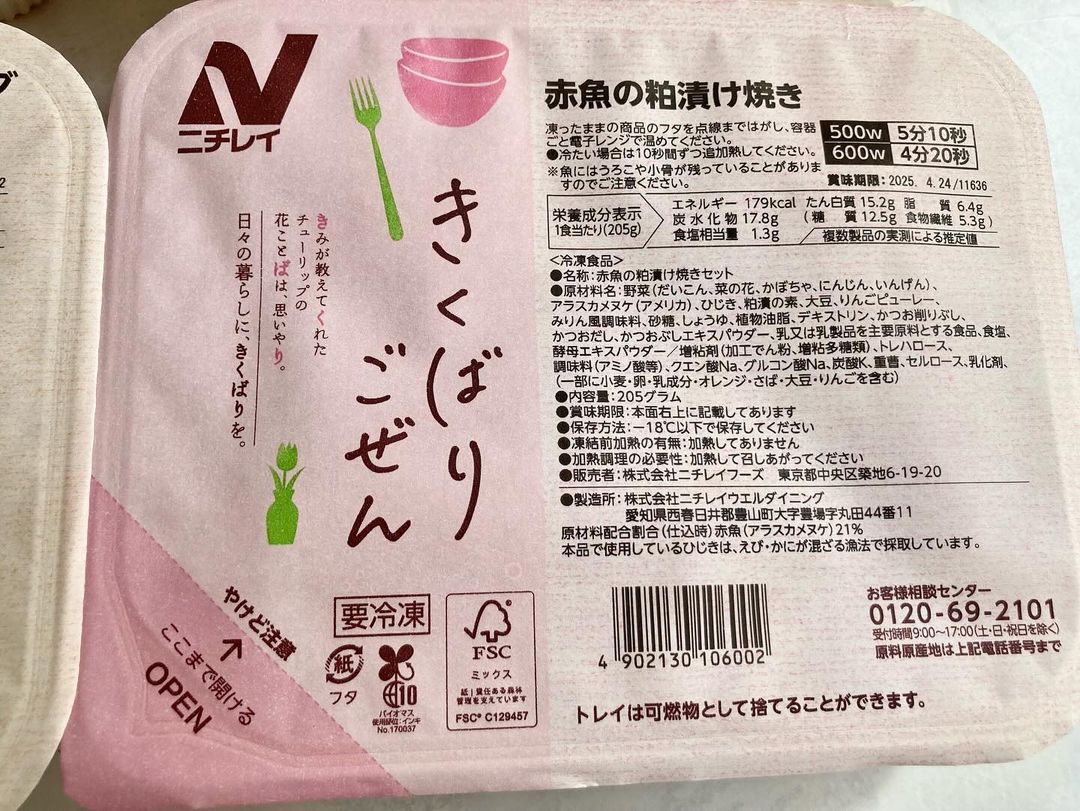 グ
ニチレイ
きくばり
ごぜん
きみが教えてくれた
チューリップの
花ことばは、思いやり。
日々の暮らしに、きくばりを。
やけど注意
ここまで開ける
OPEN
要冷凍
紙
フタ
10
バイオマス
使用部位:インキ
No.170037
FSC
ミックス
紙|責任ある森林
管理を支えています
FSC® C129457
赤魚の粕漬け焼き
凍ったままの商品のフタを点線まではがし、容器
ごと電子レンジで温めてください。
●冷たい場合は10秒間ずつ追加熱してください。
※魚にはうろこや小骨が残っていることがありま
すのでご注意ください。
500w 5分10秒
600w 4分20秒
賞味期限:2025. 4.24/11636
栄養成分表示
1食当たり(205g)
エネルギー 179kcal たん白質 15.2g 脂 質 6.4g
炭水化物 17.8g (糖 質 12.5g 食物繊維 5.3g)
食塩相当量 1.3g 複数製品の実測による推定値
<冷凍食品>
●名称:赤魚の粕漬け焼きセット
●原材料名:野菜(だいこん、菜の花、かぼちゃ、にんじん、いんげん)、
アラスカメヌケ(アメリカ)、ひじき、粕漬の素、大豆、りんごピューレー、
みりん風調味料、砂糖、しょうゆ、植物油脂、デキストリン、かつお削りぶし、
かつおだし、かつおぶしエキスパウダー、乳又は乳製品を主要原料とする食品、食塩、
酵母エキスパウダー/増粘剤(加工でん粉、増粘多糖類)、トレハロース、
調味料(アミノ酸等)、クエン酸Na、グルコン酸Na、炭酸K、重曹、セルロース、乳化剤、
(一部に小麦・卵・乳成分・オレンジ・さば・大豆・りんごを含む)
●内容量:205グラム
●賞味期限:本面右上に記載してあります
●保存方法:-18℃以下で保存してください
●凍結前加熱の有無:加熱してありません
●加熱調理の必要性:加熱して召しあがってください
●販売者:株式会社ニチレイフーズ 東京都中央区築地6-19-20
●製造所:株式会社ニチレイウエルダイニング
愛知県西春日井郡豊山町大字豊場字丸田44番11
原材料配合割合(仕込時)赤魚(アラスカメヌケ)21%
本品で使用しているひじきは、えび・かにが混ざる漁法で採取しています。
4 902130 106002
お客様相談センター
0120-69-2101
受付時間9:00~17:00(土・日・祝日を除く)
原料原産地は上記電話番号まで
トレイは可燃物として捨てることができます。